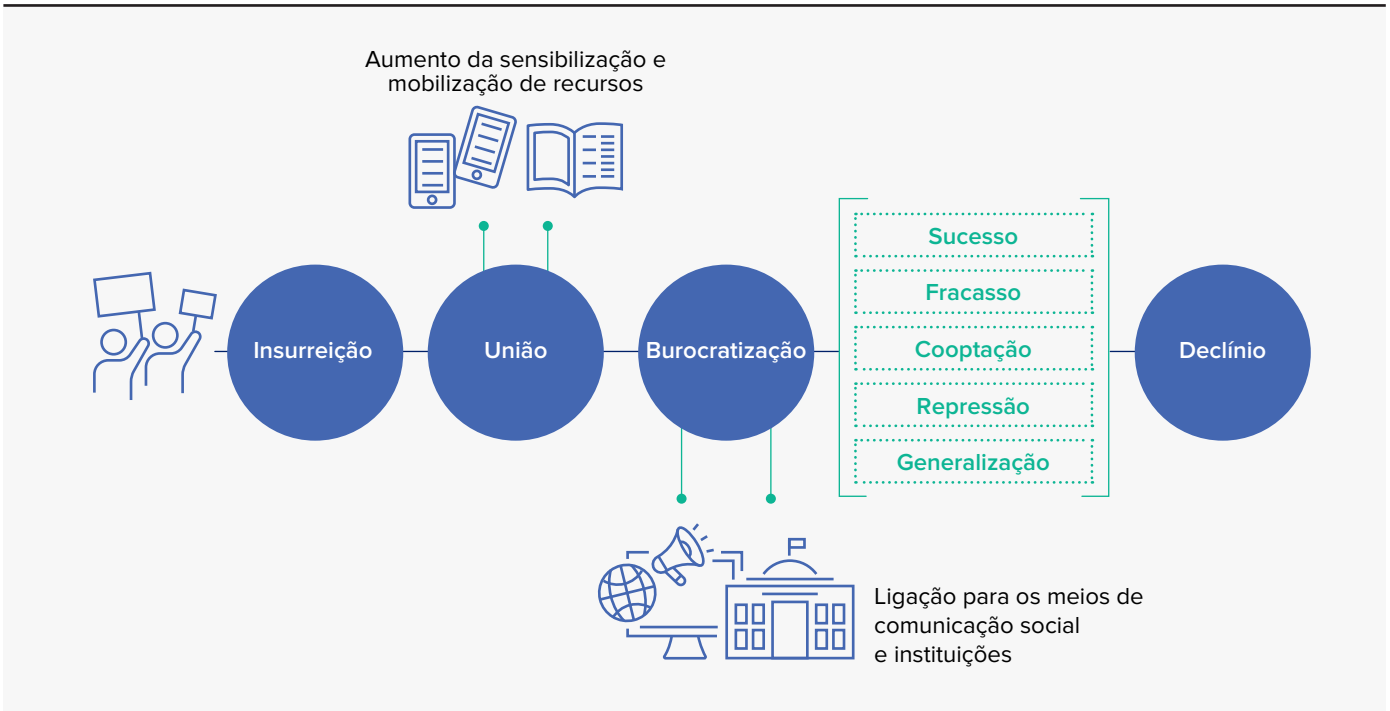 Aumento da sensibilização e
mobilização de recursos
Insurreição
União
Burocratização
Sucesso
Fracasso
Cooptação
Repressão
Generalização
Declínio
Ligação para os meios de
comunicação social
e instituições